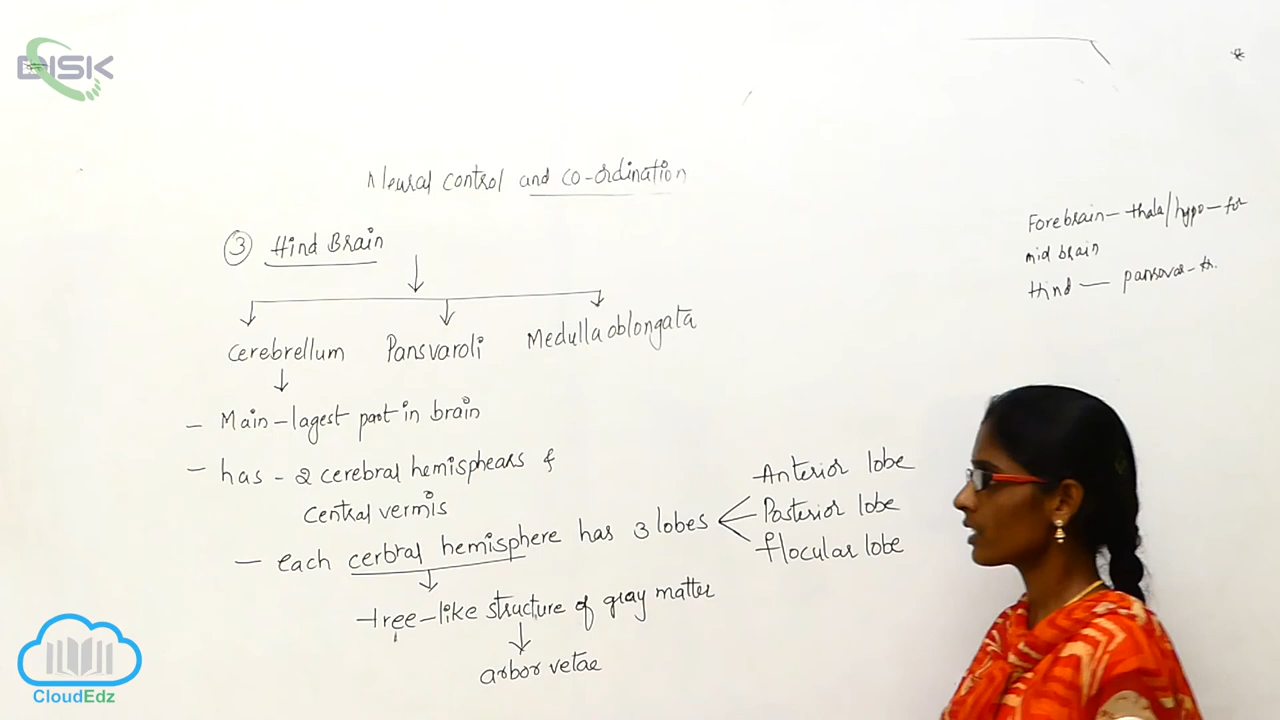 DISK
Neural control and co-ordination
③ Hind Brain
Cerebrellum Pansvaroli Medulla oblongata
- Main-lagest part in brain
- has - 2 cerebral hemisphears &
Central vermis
- each cerbral hemisphere has 3 lobes
Anterior lobe
Posterior lobe
flocular lobe
tree-like structure of gray matter
arbor vetae
Forebrain - thala/hypo - for
mid brain
Hind -
CloudEdz